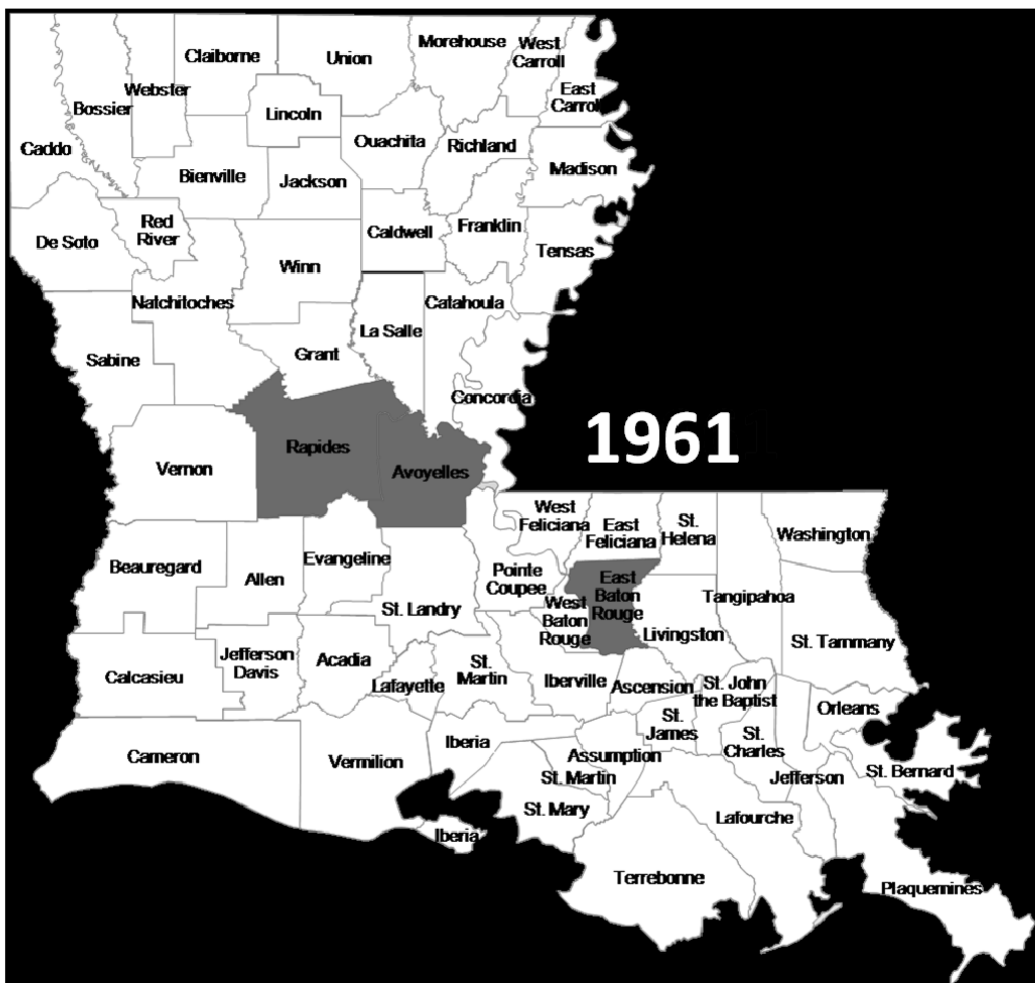 Claiborne
Union
Morehouse
West
Carroll
East
Carroll
Webster
Bossier
Lincoln
Caddo
Ouachita
Richland
Madison
Bienville
Jackson
De Soto
Red
River
Caldwell
Franklin
Tensas
Winn
Natchitoches
Catahoula
La Salle
Sabine
Grant
Concordia
1961
Rapides
Vernon
Avoyelles
West
Feliciana
East
Feliciana
St.
Helena
Washington
Beauregard
Allen
Evangeline
Pointe
Coupee
East
Baton
Rouge
Tangipahoa
St. Landry
West
Baton
Rouge
Livingston
St. Tammany
Calcasieu
Jefferson
Davis
Acadia
Lafayette
St.
Martin
Iberville
Ascension
St. John
the Baptist
Orleans
St.
James
St.
Charles
Cameron
Vermilion
Iberia
Assumption
St. Martin
Jefferson
St. Bernard
St. Mary
Lafourche
Iberia
Terrebonne
Plaquemines